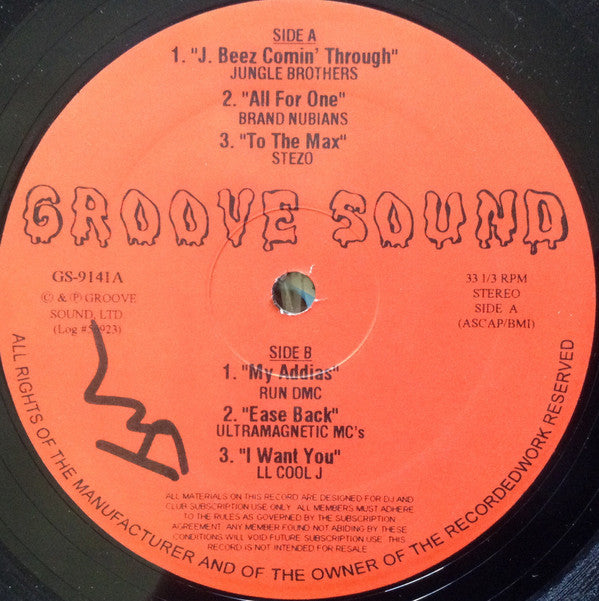 SIDE A
1. "J. Beez Comin' Through"
JUNGLE BROTHERS
2. "All For One"
BRAND NUBIANS
3. "To The Max"
STEZO
GROOVE SOUND
GS-9141A
© & ℗ GROOVE
SOUND, LTD
33 1/3 RPM
STEREO
SIDE A
(ASCAP/BMI)
SIDE B
1. "My Addias"
RUN DMC
2. "Ease Back"
ULTRAMAGNETIC MC's
3. "I Want You"
LL COOL J
ALL MATERIALS ON THIS RECORD ARE DESIGNED FOR DJ AND
CLUB SUBSCRIPTION USE ONLY. ALL MEMBERS MUST ADHERE
TO THE RULES AS GOVERNED BY THE SUBSCRIPTION
AGREEMENT. ANY MEMBER FOUND NOT ABIDING BY THESE
CONDITIONS WILL VOID FUTURE SUBSCRIPTION USE. THIS
RECORD IS NOT INTENDED FOR RESALE
ALL RIGHTS OF THE MANUFACTURER AND OF THE OWNER OF THE RECORDEDWORK RESERVED